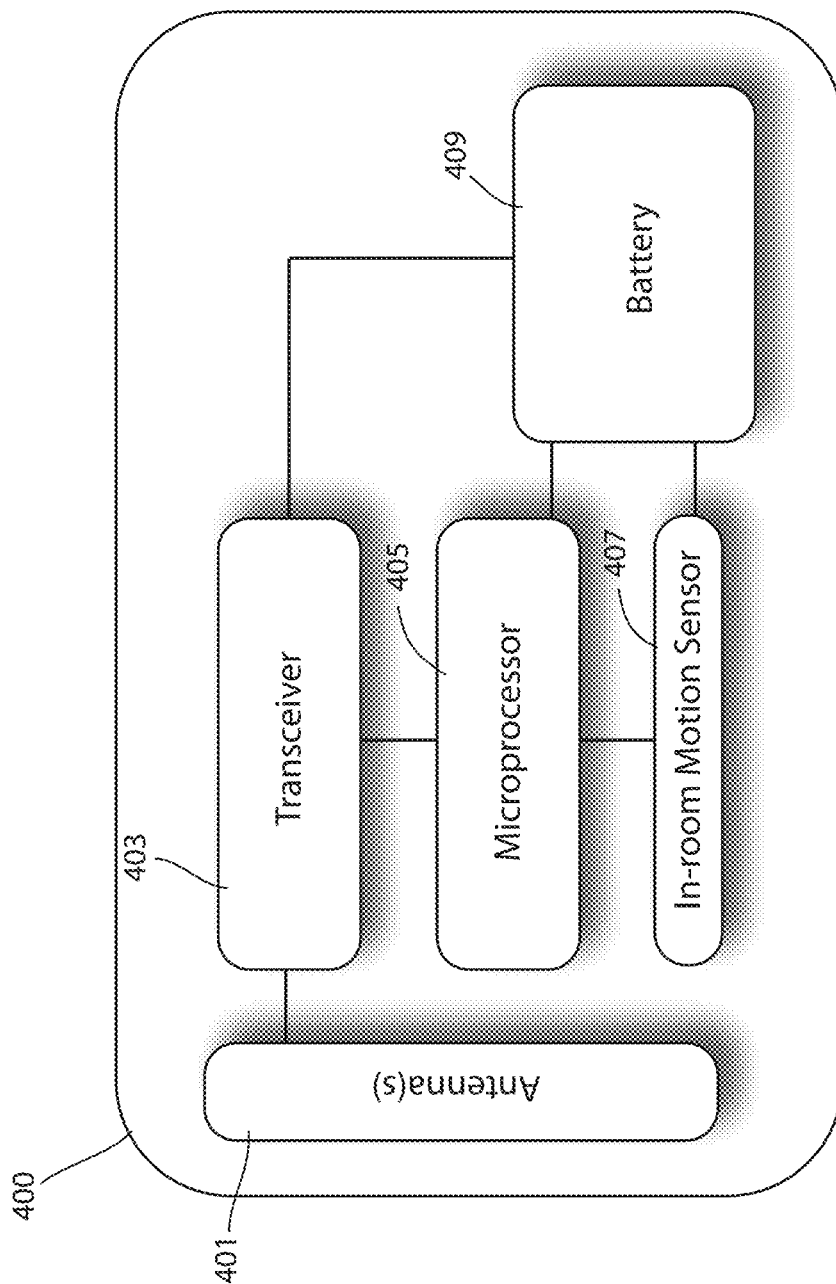 400
401
Antenna(s)
403
Transceiver
405
Microprocessor
407
In-room Motion Sensor
409
Battery